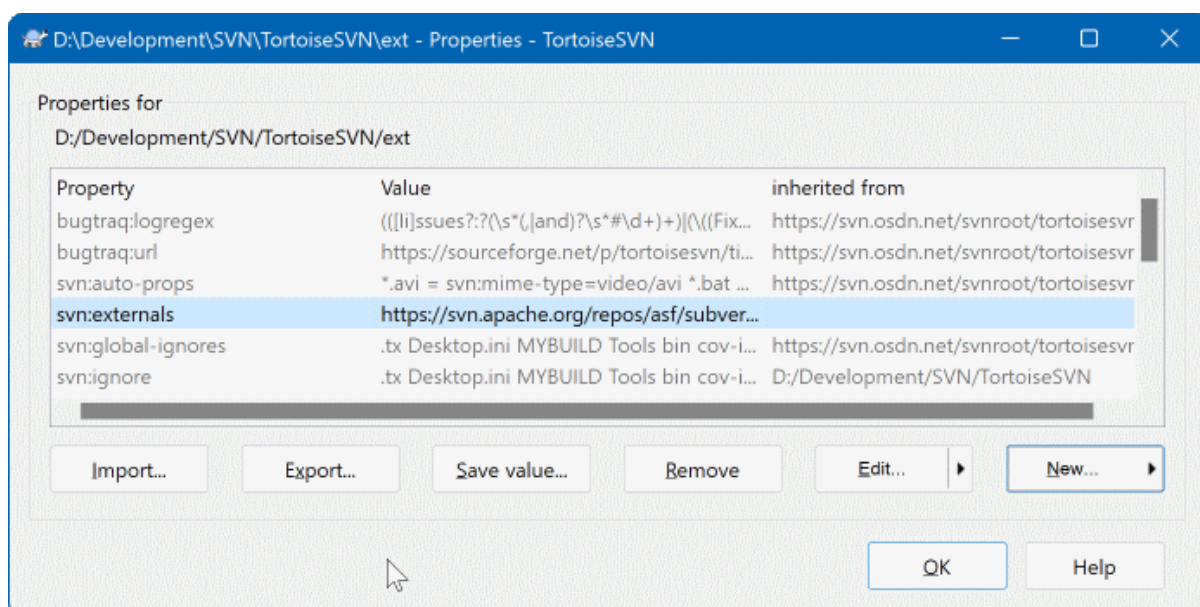 D:\Development\SVN\TortoiseSVN\ext - Properties - TortoiseSVN
Properties for
D:/Development/SVN/TortoiseSVN/ext
Property Value inherited from
bugtraq:logregex (([Ii]ssues?:?(\s*(,|and)?\s*#\d+)+)|(\((Fix... https://svn.osdn.net/svnroot/tortoisesvr
bugtraq:url https://sourceforge.net/p/tortoisesvn/ti... https://svn.osdn.net/svnroot/tortoisesvr
svn:auto-props *.avi = svn:mime-type=video/avi *.bat ... https://svn.osdn.net/svnroot/tortoisesvr
svn:externals https://svn.apache.org/repos/asf/subver...
svn:global-ignores .tx Desktop.ini MYBUILD Tools bin cov-i... https://svn.osdn.net/svnroot/tortoisesvr
svn:ignore .tx Desktop.ini MYBUILD Tools bin cov-i... D:/Development/SVN/TortoiseSVN
Import... Export... Save value... Remove Edit... New...
OK Help